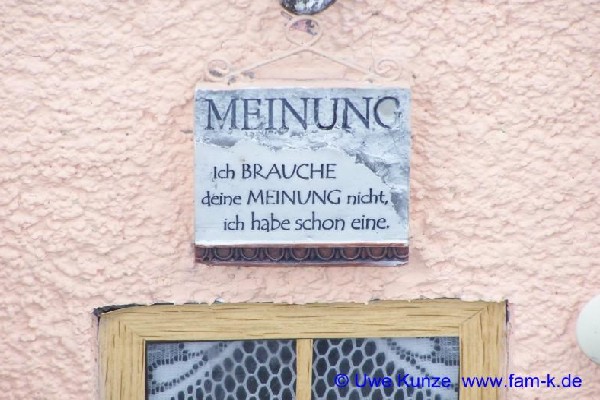 MEINUNG
Ich BRAUCHE
deine MEINUNG nicht,
ich habe schon eine.
© Uwe Kunze www.fam-k.de